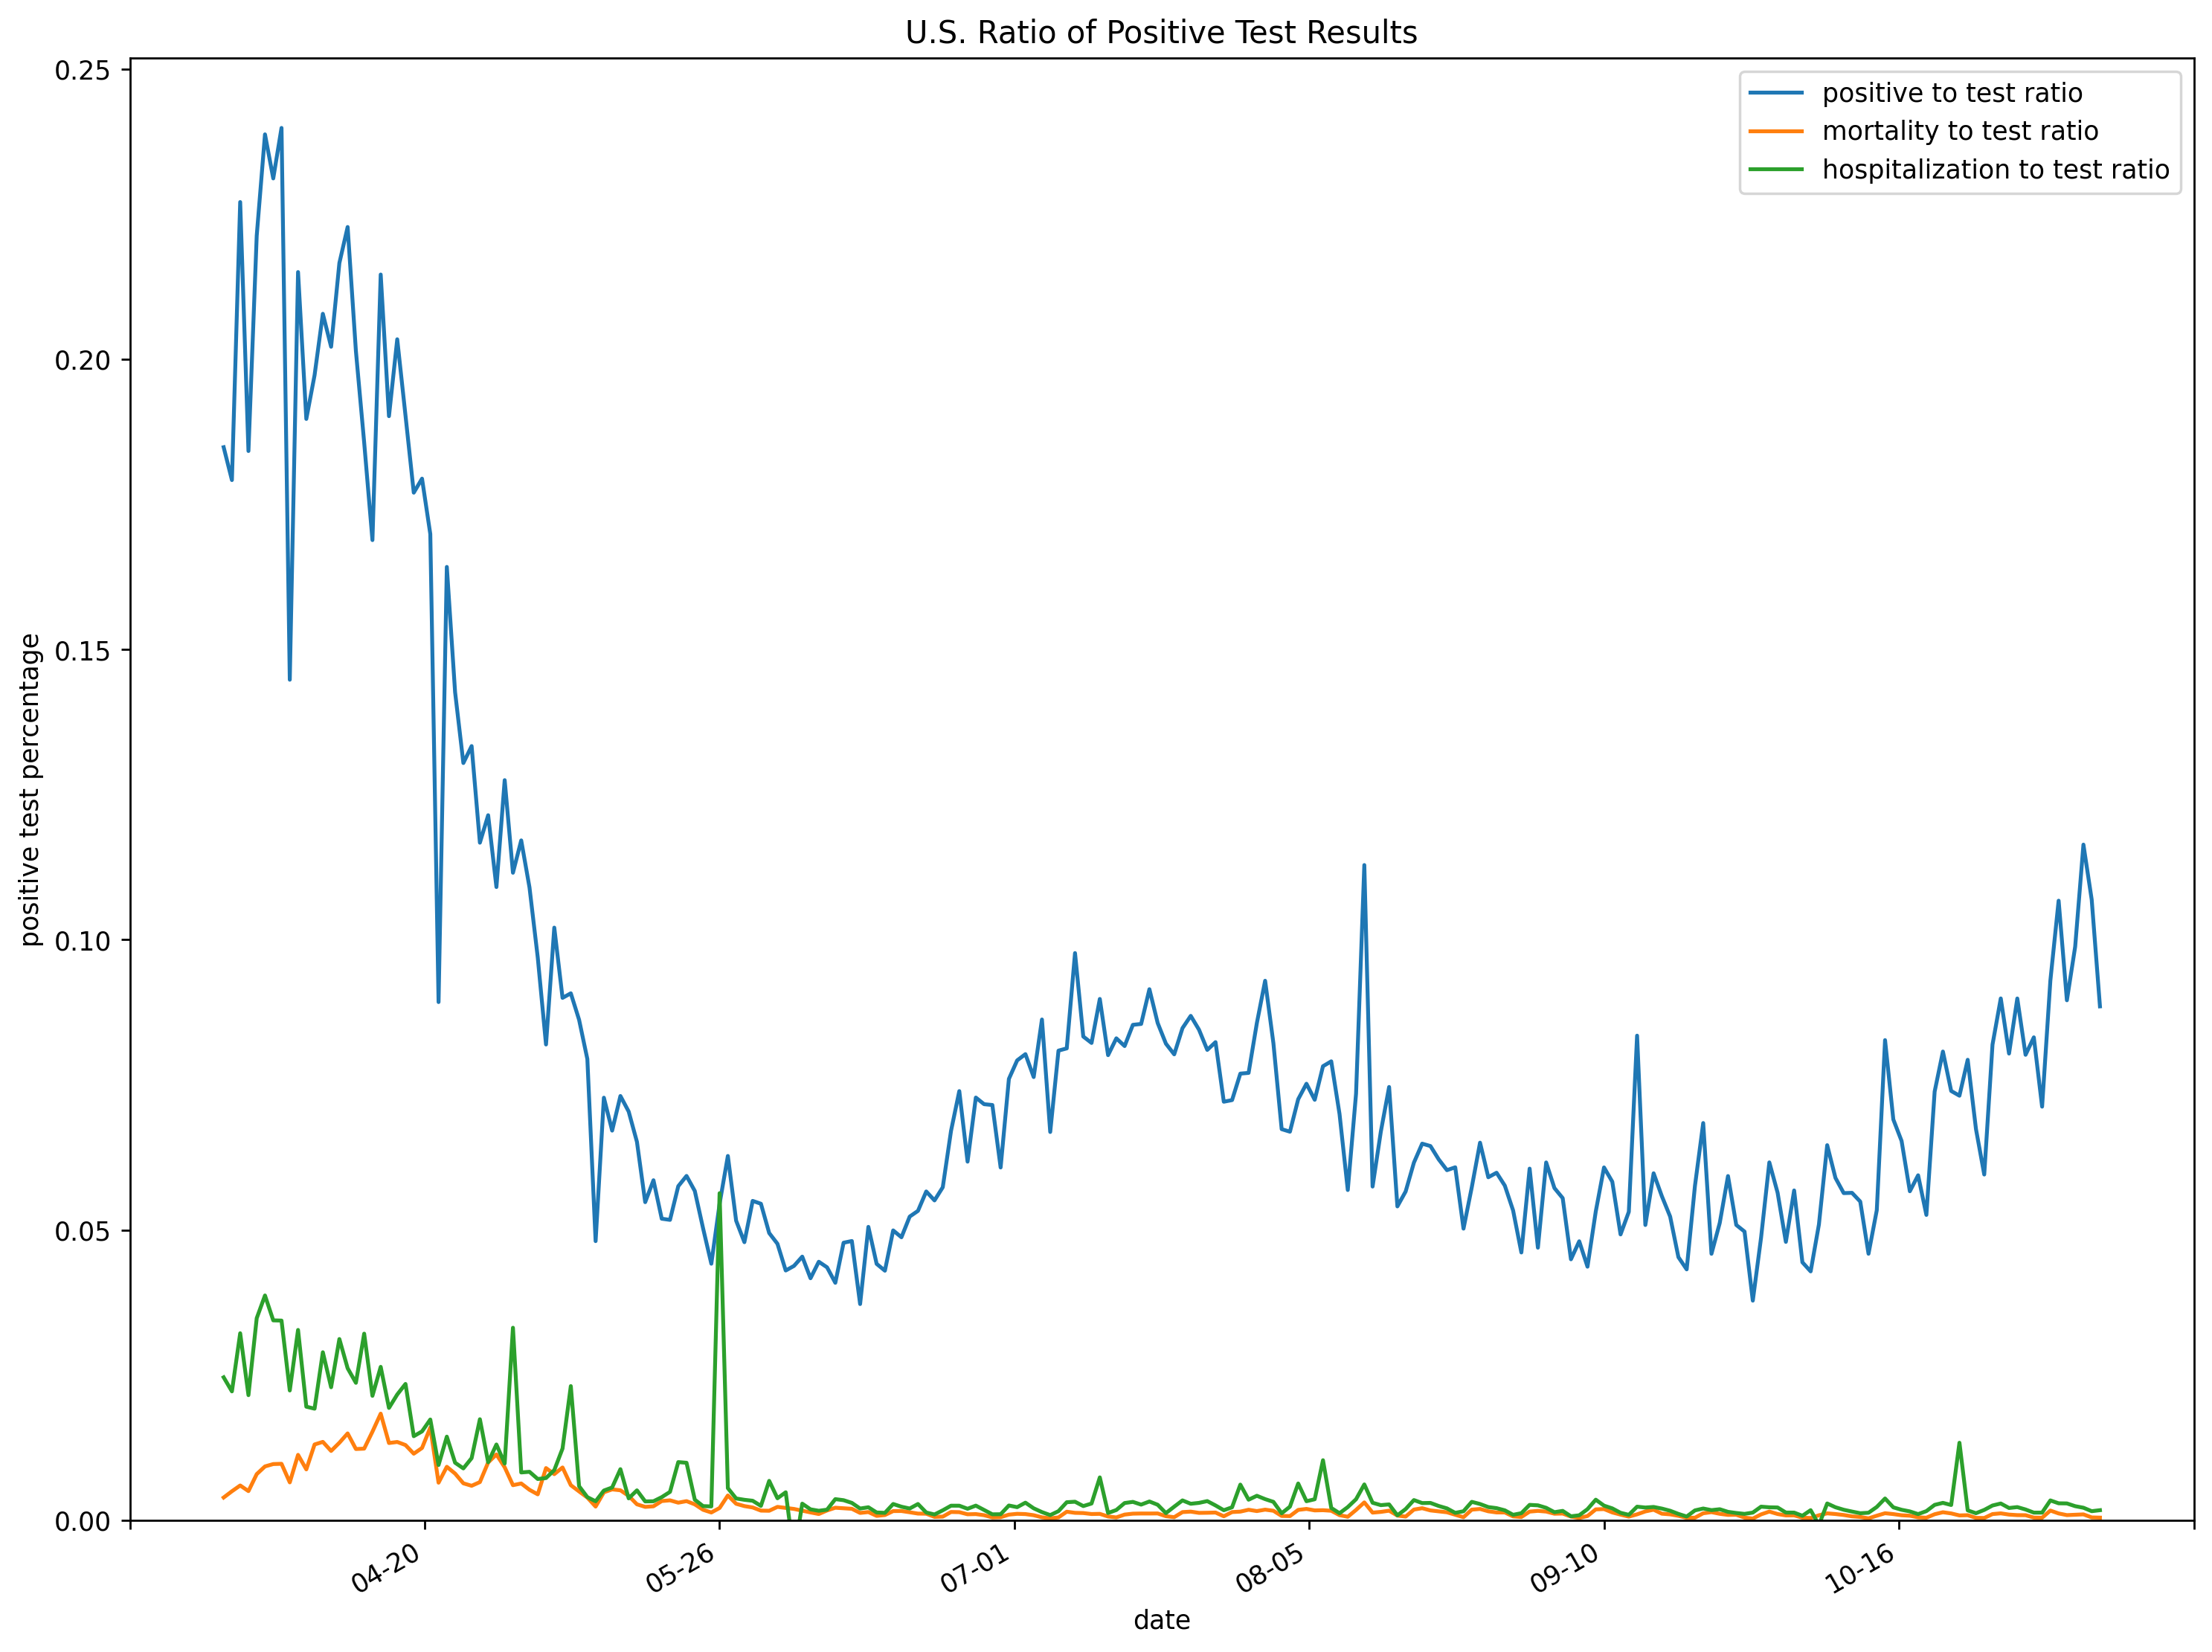 U.S. Ratio of Positive Test Results
positive to test ratio
mortality to test ratio
hospitalization to test ratio
positive test percentage
0.25
0.20
0.15
0.10
0.05
0.00
04-20
05-26
07-01
08-05
09-10
10-16
date